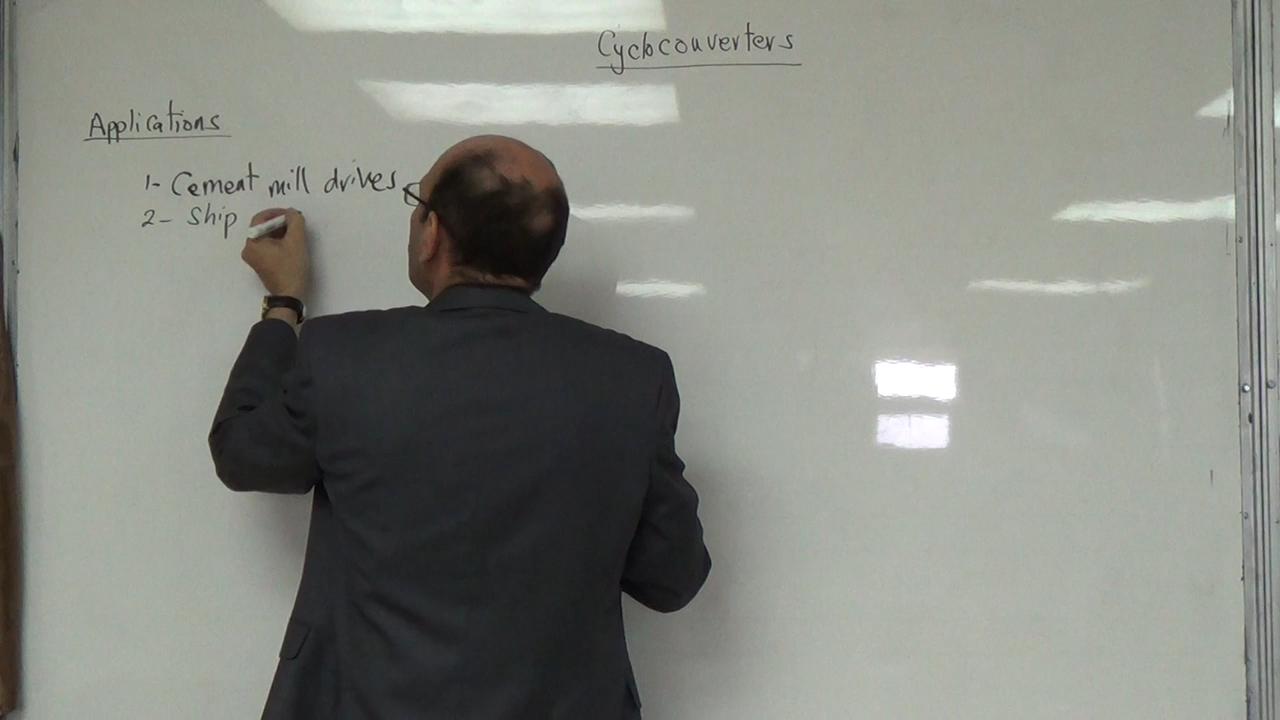 Cycloconverters
Applications
1- Cement mill drives
2- Ship